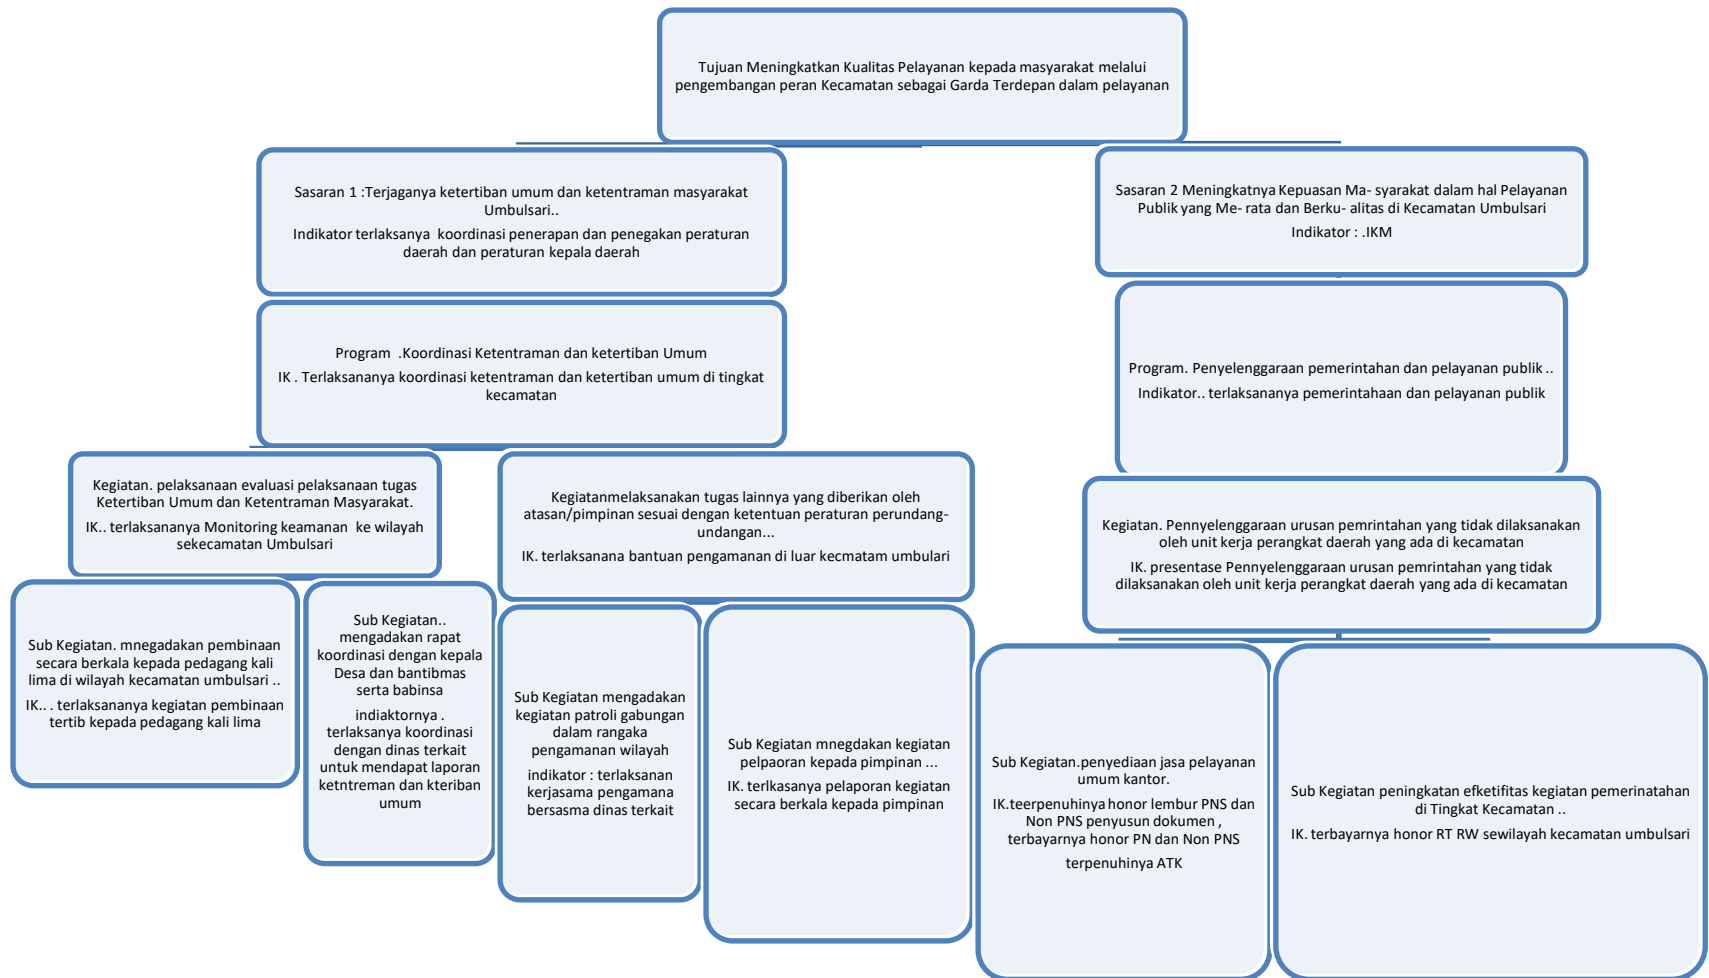 Tujuan Meningkatkan Kualitas Pelayanan kepada masyarakat melalui
pengembangan peran Kecamatan sebagai Garda Terdepan dalam pelayanan
Sasaran 1 :Terjaganya ketertiban umum dan ketentraman masyarakat
Umbulsari..
Indikator terlaksanya  koordinasi penerapan dan penegakan peraturan
daerah dan peraturan kepala daerah
Sasaran 2 Meningkatnya Kepuasan Ma- syarakat dalam hal Pelayanan
Publik yang Me- rata dan Berku- alitas di Kecamatan Umbulsari
Indikator : .IKM
Program  .Koordinasi Ketentraman dan ketertiban Umum
IK . Terlaksananya koordinasi ketentraman dan ketertiban umum di tingkat
kecamatan
Program. Penyelenggaraan pemerintahan dan pelayanan publik ..
Indikator.. terlaksananya pemerintahaan dan pelayanan publik
Kegiatan. pelaksanaan evaluasi pelaksanaan tugas
Ketertiban Umum dan Ketentraman Masyarakat.
IK.. terlaksananya Monitoring keamanan  ke wilayah
sekecamatan Umbulsari
Kegiatanmelaksanakan tugas lainnya yang diberikan oleh
atasan/pimpinan sesuai dengan ketentuan peraturan perundang-
undangan...
IK. terlaksanana bantuan pengamanan di luar kecmatam umbulari
Kegiatan. Pennyelenggaraan urusan pemrintahan yang tidak dilaksanakan
oleh unit kerja perangkat daerah yang ada di kecamatan
IK. presentase Pennyelenggaraan urusan pemrintahan yang tidak
dilaksanakan oleh unit kerja perangkat daerah yang ada di kecamatan
Sub Kegiatan. mnegadakan pembinaan
secara berkala kepada pedagang kali
lima di wilayah kecamatan umbulsari ..
IK.. . terlaksananya kegiatan pembinaan
tertib kepada pedagang kali lima
Sub Kegiatan..
mengadakan rapat
koordinasi dengan kepala
Desa dan bantibmas
serta babinsa
indiaktornya .
terlaksanya koordinasi
dengan dinas terkait
untuk mendapat laporan
ketntreman dan kteriban
umum
Sub Kegiatan mengadakan
kegiatan patroli gabungan
dalam rangaka
pengamanan wilayah
indikator : terlaksanan
kerjasama pengamana
bersasma dinas terkait
Sub Kegiatan mnegdakan kegiatan
pelpaoran kepada pimpinan ...
IK. terlkasanya pelaporan kegiatan
secara berkala kepada pimpinan
Sub Kegiatan.penyediaan jasa pelayanan
umum kantor.
IK.teerpenuhinya honor lembur PNS dan
Non PNS penyusun dokumen ,
terbayarnya honor PN dan Non PNS
terpenuhinya ATK
Sub Kegiatan peningkatan efketifitas kegiatan pemerinatahan
di Tingkat Kecamatan ..
IK. terbayarnya honor RT RW sewilayah kecamatan umbulsari